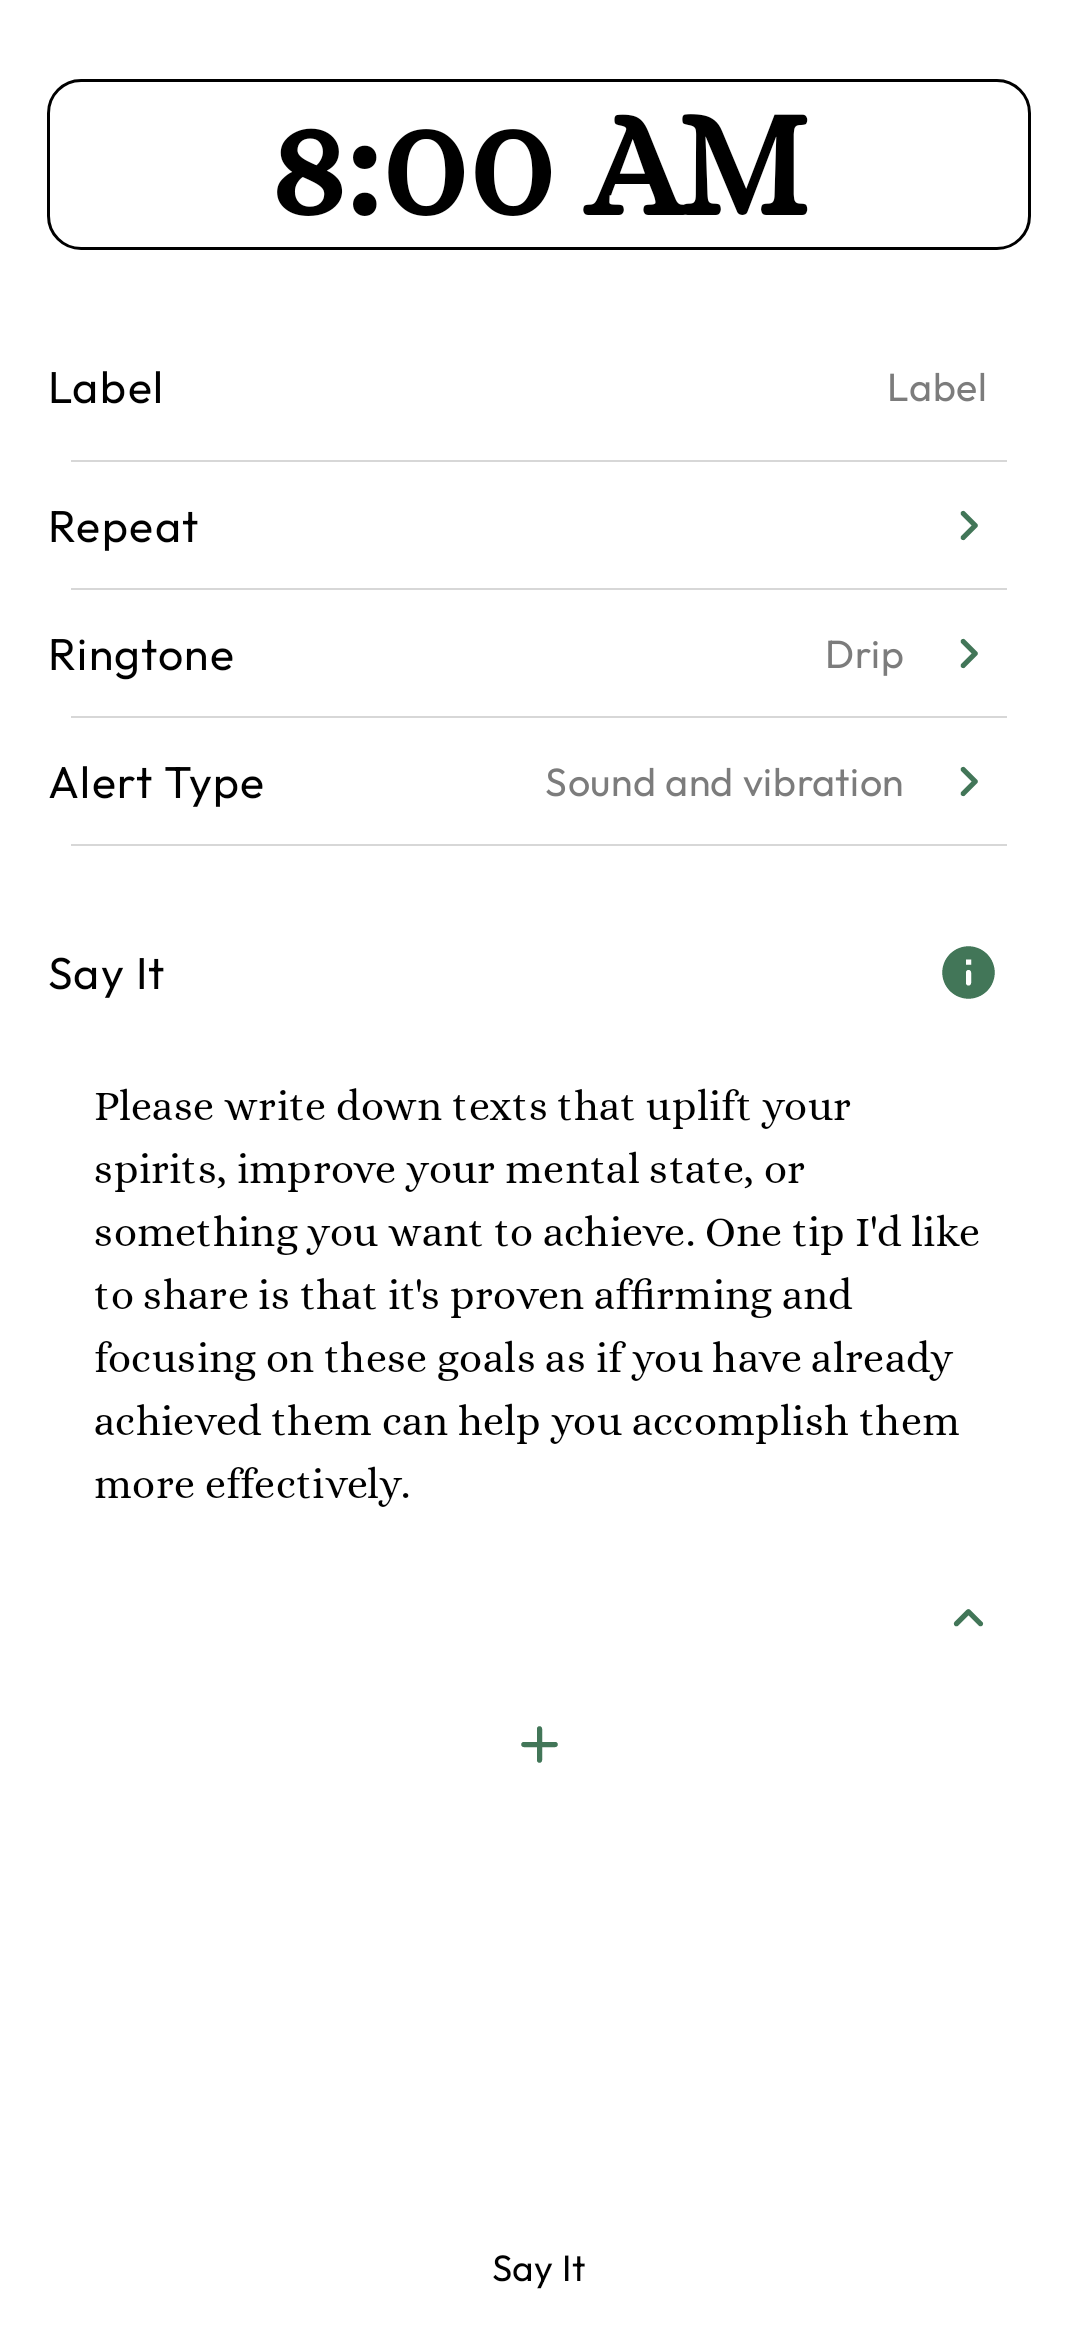 8:00 AM
Label Label
Repeat
Ringtone Drip
Alert Type Sound and vibration
Say It
Please write down texts that uplift your
spirits, improve your mental state, or
something you want to achieve. One tip I'd like
to share is that it's proven affirming and
focusing on these goals as if you have already
achieved them can help you accomplish them
more effectively.
Say It